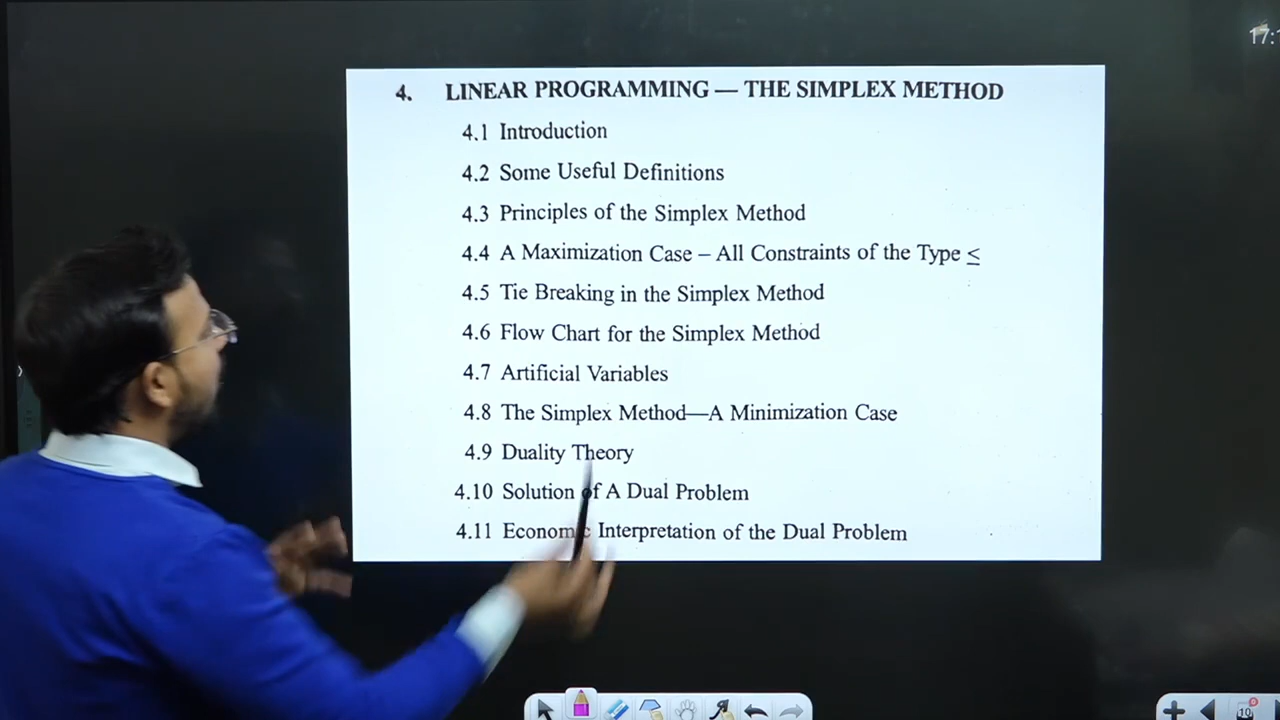 17:1
4. LINEAR PROGRAMMING — THE SIMPLEX METHOD
4.1 Introduction
4.2 Some Useful Definitions
4.3 Principles of the Simplex Method
4.4 A Maximization Case – All Constraints of the Type ≤
4.5 Tie Breaking in the Simplex Method
4.6 Flow Chart for the Simplex Method
4.7 Artificial Variables
4.8 The Simplex Method—A Minimization Case
4.9 Duality Theory
4.10 Solution of A Dual Problem
4.11 Economic Interpretation of the Dual Problem